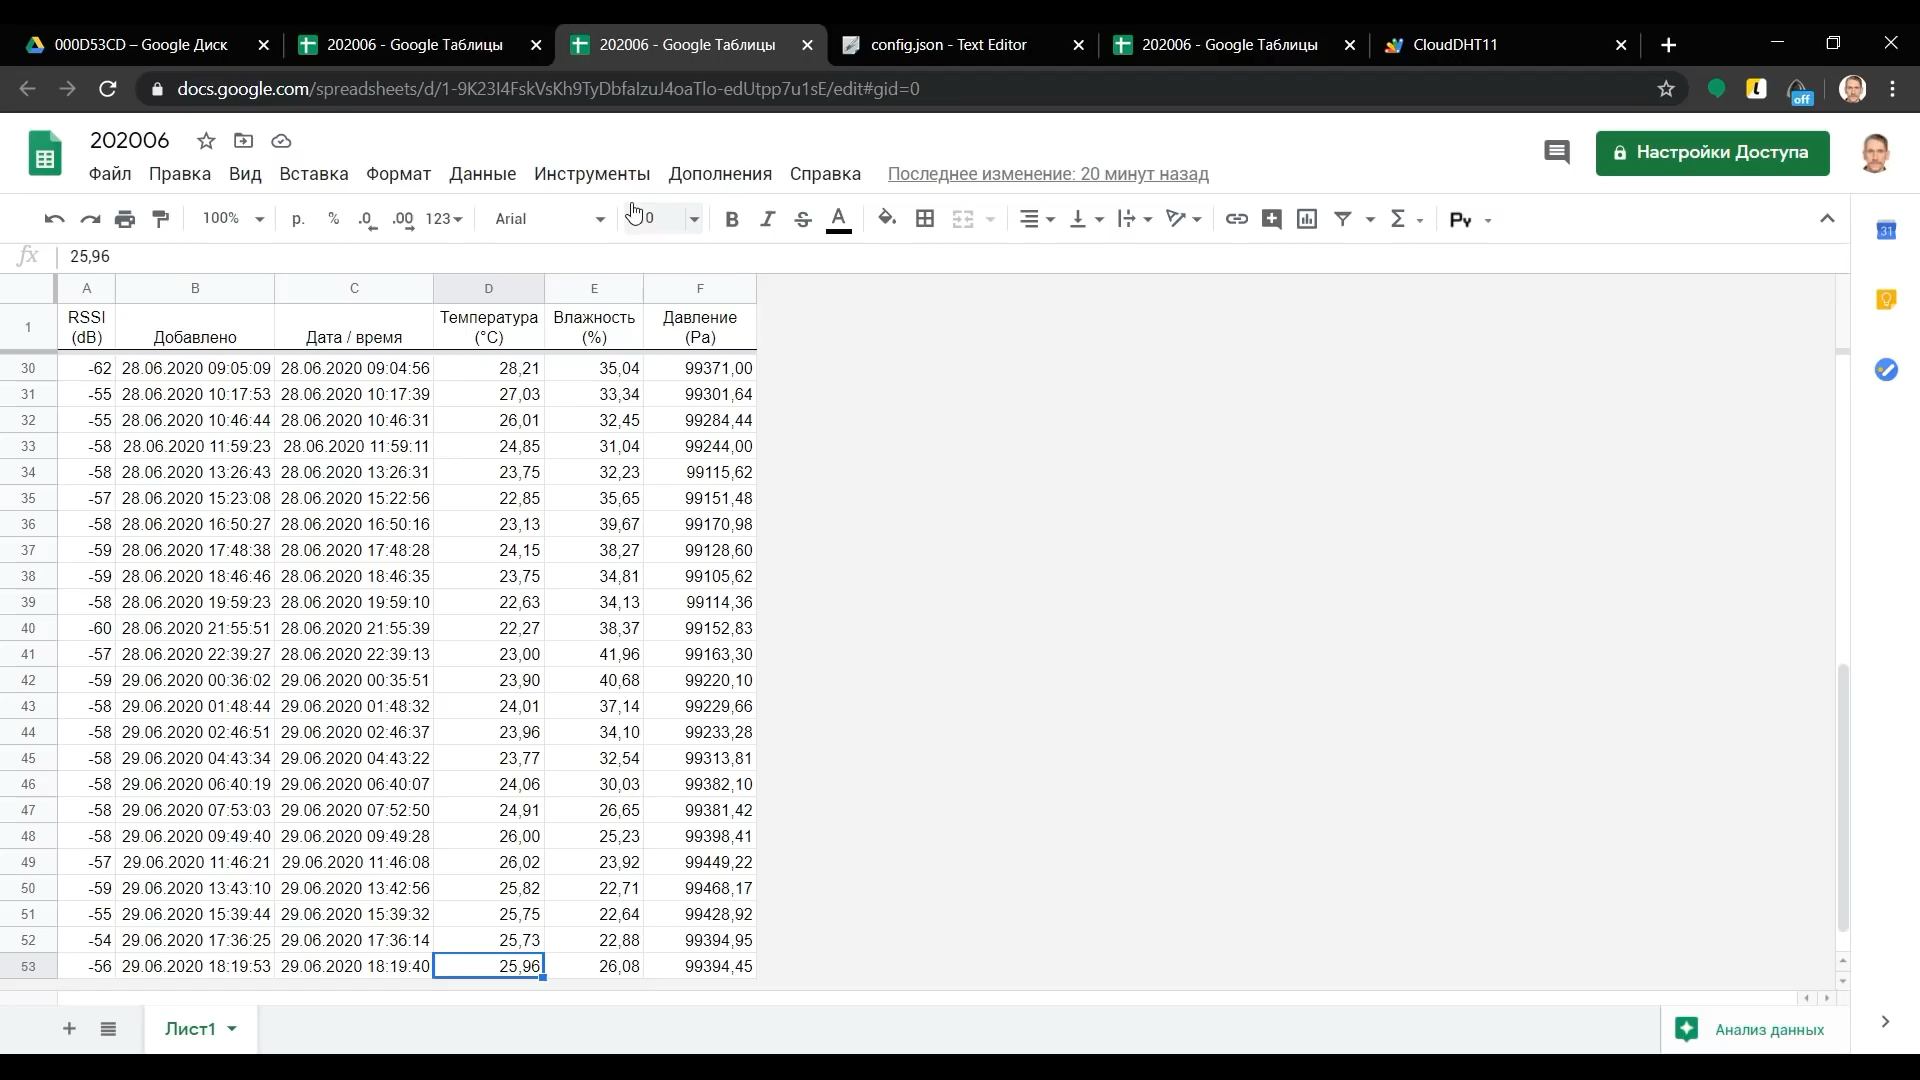 000D53CD – Google Диск
202006 - Google Таблицы
202006 - Google Таблицы
config.json - Text Editor
202006 - Google Таблицы
CloudDHT11
docs.google.com/spreadsheets/d/1-9K23I4FskVsKh9TyDbfaIzuJ4oaTlo-edUtpp7u1sE/edit#gid=0
off
202006
Файл Правка Вид Вставка Формат Данные Инструменты Дополнения Справка Последнее изменение: 20 минут назад
Настройки Доступа
100% р. % .0 .00 123 Arial 0 B I S A Σ Ру
31
fx 25,96
A B C D E F
1 RSSI (dB) Добавлено Дата / время Температура (°C) Влажность (%) Давление (Pa)
30 -62 28.06.2020 09:05:09 28.06.2020 09:04:56 28,21 35,04 99371,00
31 -55 28.06.2020 10:17:53 28.06.2020 10:17:39 27,03 33,34 99301,64
32 -55 28.06.2020 10:46:44 28.06.2020 10:46:31 26,01 32,45 99284,44
33 -58 28.06.2020 11:59:23 28.06.2020 11:59:11 24,85 31,04 99244,00
34 -58 28.06.2020 13:26:43 28.06.2020 13:26:31 23,75 32,23 99115,62
35 -57 28.06.2020 15:23:08 28.06.2020 15:22:56 22,85 35,65 99151,48
36 -58 28.06.2020 16:50:27 28.06.2020 16:50:16 23,13 39,67 99170,98
37 -59 28.06.2020 17:48:38 28.06.2020 17:48:28 24,15 38,27 99128,60
38 -59 28.06.2020 18:46:46 28.06.2020 18:46:35 23,75 34,81 99105,62
39 -58 28.06.2020 19:59:23 28.06.2020 19:59:10 22,63 34,13 99114,36
40 -60 28.06.2020 21:55:51 28.06.2020 21:55:39 22,27 38,37 99152,83
41 -57 28.06.2020 22:39:27 28.06.2020 22:39:13 23,00 41,96 99163,30
42 -59 29.06.2020 00:36:02 29.06.2020 00:35:51 23,90 40,68 99220,10
43 -58 29.06.2020 01:48:44 29.06.2020 01:48:32 24,01 37,14 99229,66
44 -58 29.06.2020 02:46:51 29.06.2020 02:46:37 23,96 34,10 99233,28
45 -58 29.06.2020 04:43:34 29.06.2020 04:43:22 23,77 32,54 99313,81
46 -58 29.06.2020 06:40:19 29.06.2020 06:40:07 24,06 30,03 99382,10
47 -58 29.06.2020 07:53:03 29.06.2020 07:52:50 24,91 26,65 99381,42
48 -58 29.06.2020 09:49:40 29.06.2020 09:49:28 26,00 25,23 99398,41
49 -57 29.06.2020 11:46:21 29.06.2020 11:46:08 26,02 23,92 99449,22
50 -59 29.06.2020 13:43:10 29.06.2020 13:42:56 25,82 22,71 99468,17
51 -55 29.06.2020 15:39:44 29.06.2020 15:39:32 25,75 22,64 99428,92
52 -54 29.06.2020 17:36:25 29.06.2020 17:36:14 25,73 22,88 99394,95
53 -56 29.06.2020 18:19:53 29.06.2020 18:19:40 25,96 26,08 99394,45
Лист1
Анализ данных